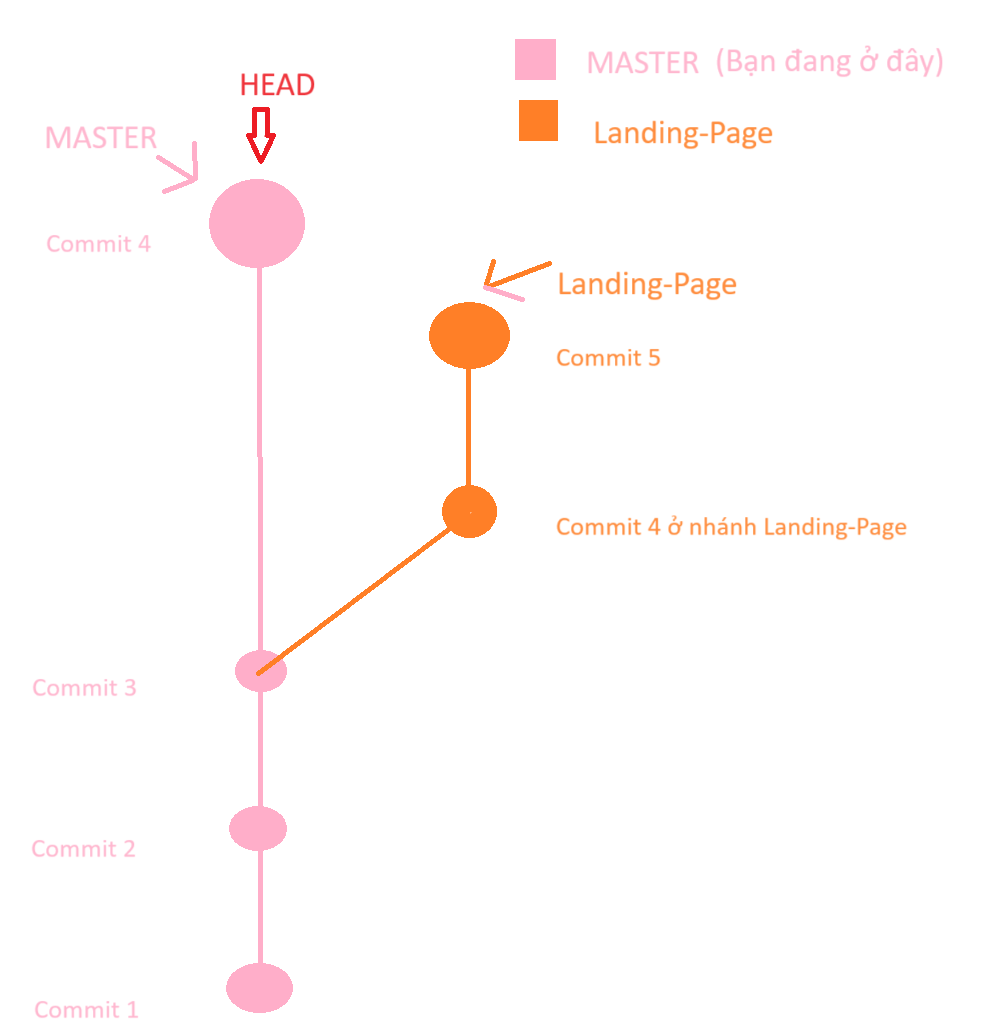 MASTER (Bạn đang ở đây)
HEAD
Landing-Page
MASTER
Commit 4
Landing-Page
Commit 5
Commit 4 ở nhánh Landing-Page
Commit 3
Commit 2
Commit 1